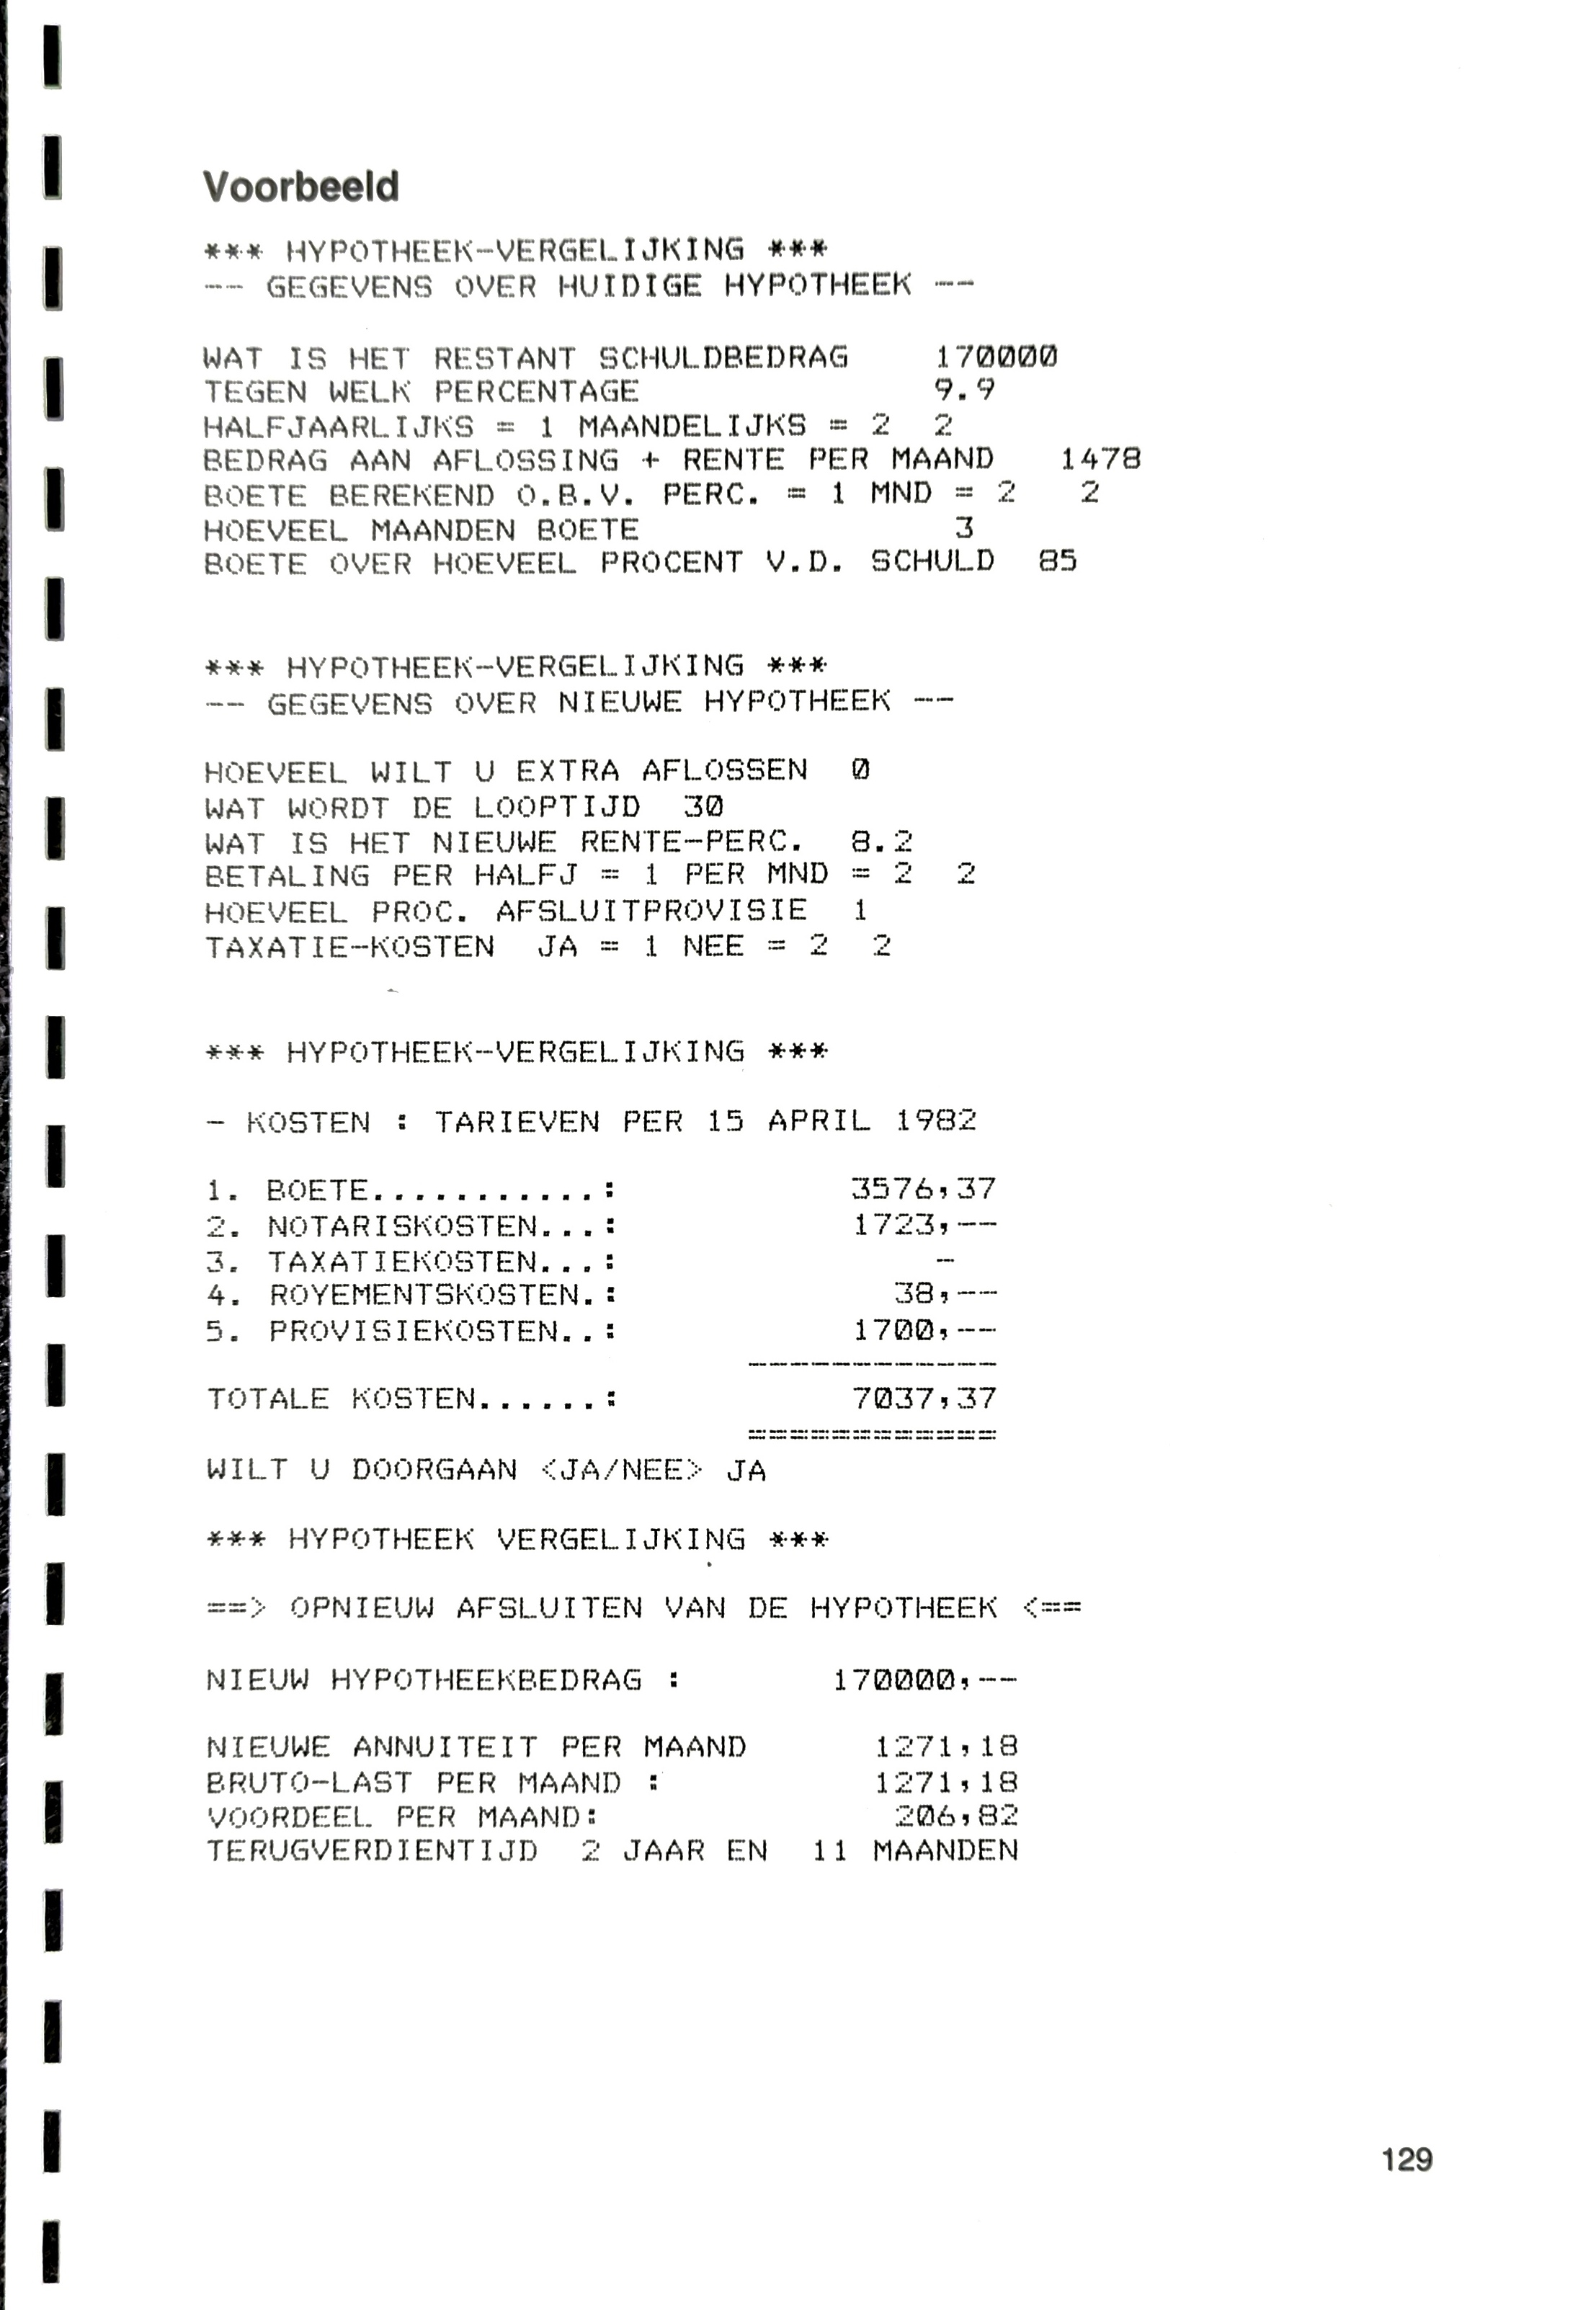 Voorbeeld
*** HYPOTHEEK-VERGELIJKING ***
-- GEGEVENS OVER HUIDIGE HYPOTHEEK --
WAT IS HET RESTANT SCHULDBEDRAG 170000
TEGEN WELK PERCENTAGE 9.9
HALFJAARLIJKS = 1 MAANDELIJKS = 2 2
BEDRAG AAN AFLOSSING + RENTE PER MAAND 1478
BOETE BEREKEND O.B.V. PERC. = 1 MND = 2 2
HOEVEEL MAANDEN BOETE 3
BOETE OVER HOEVEEL PROCENT V.D. SCHULD 85
*** HYPOTHEEK-VERGELIJKING ***
-- GEGEVENS OVER NIEUWE HYPOTHEEK --
HOEVEEL WILT U EXTRA AFLOSSEN 0
WAT WORDT DE LOOPTIJD 30
WAT IS HET NIEUWE RENTE-PERC. 8.2
BETALING PER HALFJ = 1 PER MND = 2 2
HOEVEEL PROC. AFSLUITPROVISIE 1
TAXATIE-KOSTEN JA = 1 NEE = 2 2
*** HYPOTHEEK-VERGELIJKING ***
- KOSTEN : TARIEVEN PER 15 APRIL 1982
1. BOETE...........: 3576,37
2. NOTARISKOSTEN...: 1723,--
3. TAXATIEKOSTEN...: -
4. ROYEMENTSKOSTEN.: 38,--
5. PROVISIEKOSTEN..: 1700,--
------------
TOTALE KOSTEN......: 7037,37
============
WILT U DOORGAAN <JA/NEE> JA
*** HYPOTHEEK VERGELIJKING ***
==> OPNIEUW AFSLUITEN VAN DE HYPOTHEEK <==
NIEUW HYPOTHEEKBEDRAG : 170000,--
NIEUWE ANNUITEIT PER MAAND 1271,18
BRUTO-LAST PER MAAND : 1271,18
VOORDEEL PER MAAND: 206,82
TERUGVERDIENTIJD 2 JAAR EN 11 MAANDEN
129